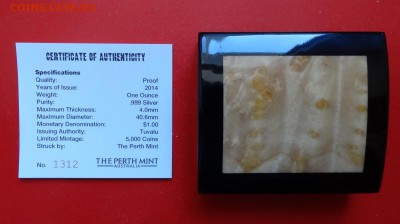 CERTIFICATE OF AUTHENTICITY
Specifications
Quality: Proof
Years of Issue: 2014
Weight: One Ounce
Purity: .999 Silver
Maximum Thickness: 4.0mm
Maximum Diameter: 40.6mm
Monetary Denomination: $1.00
Issuing Authority: Tuvalu
Limited Mintage: 5,000 Coins
Struck by: The Perth Mint
No. 1312
THE PERTH MINT
AUSTRALIA